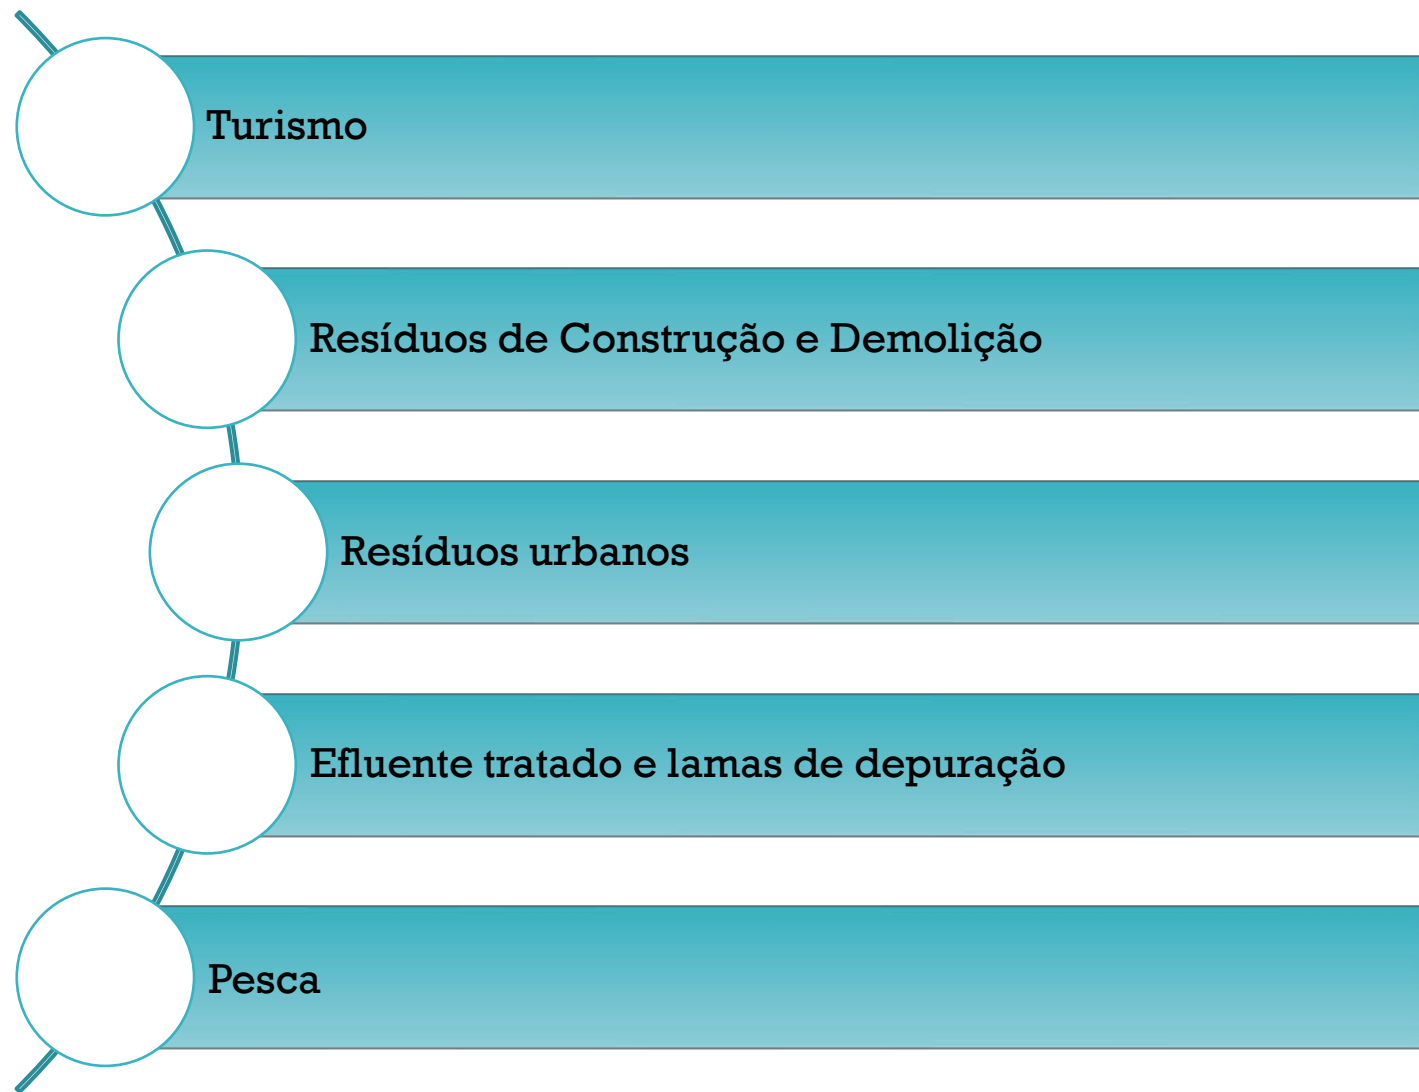 Turismo
Resíduos de Construção e Demolição
Resíduos urbanos
Efluente tratado e lamas de depuração
Pesca